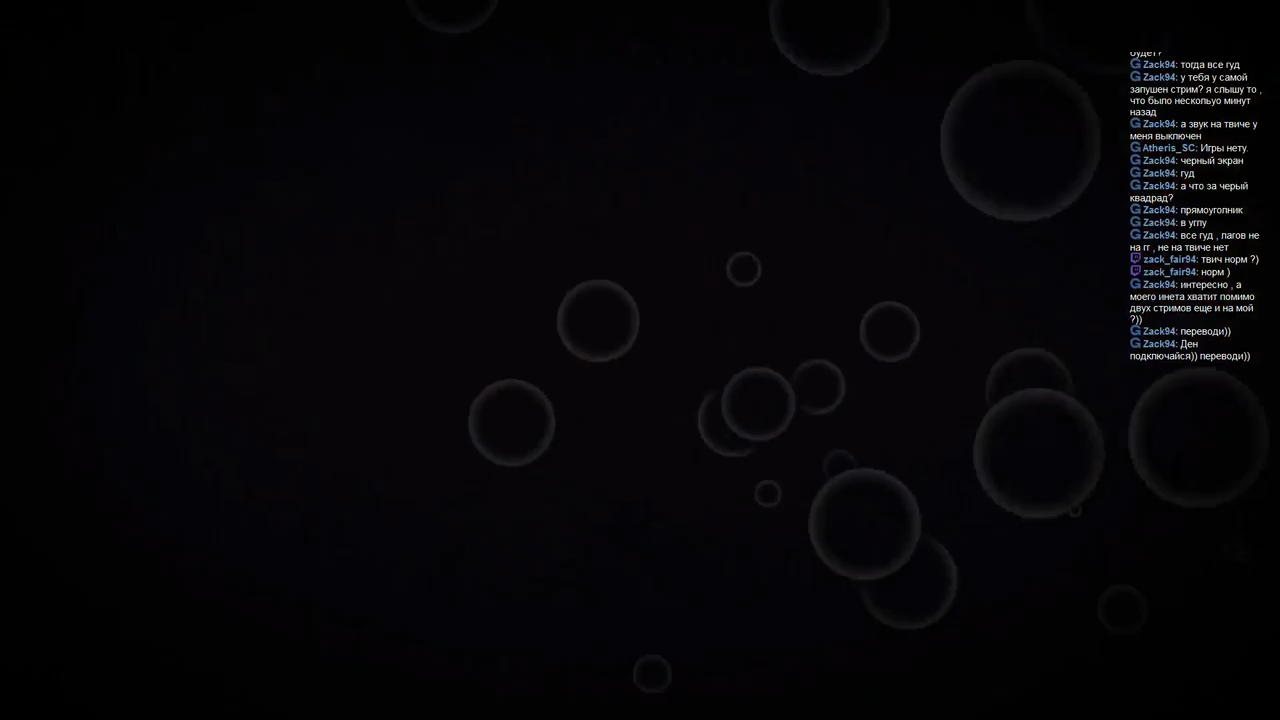 будет?
Zack94: тогда все гуд
Zack94: у тебя у самой
запушен стрим? я слышу то ,
что было несколъуо минут
назад
Zack94: а звук на твиче у
меня выключен
Atheris_SC: Игры нету.
Zack94: черный экран
Zack94: гуд
Zack94: а что за черый
квадрад?
Zack94: прямоуголник
Zack94: в углу
Zack94: все гуд , лагов не
на гг , не на твиче нет
zack_fair94: твич норм ?)
zack_fair94: норм )
Zack94: интересно , а
моего инета хватит помимо
двух стримов еще и на мой
?))
Zack94: переводи))
Zack94: Ден
подключайся)) переводи))